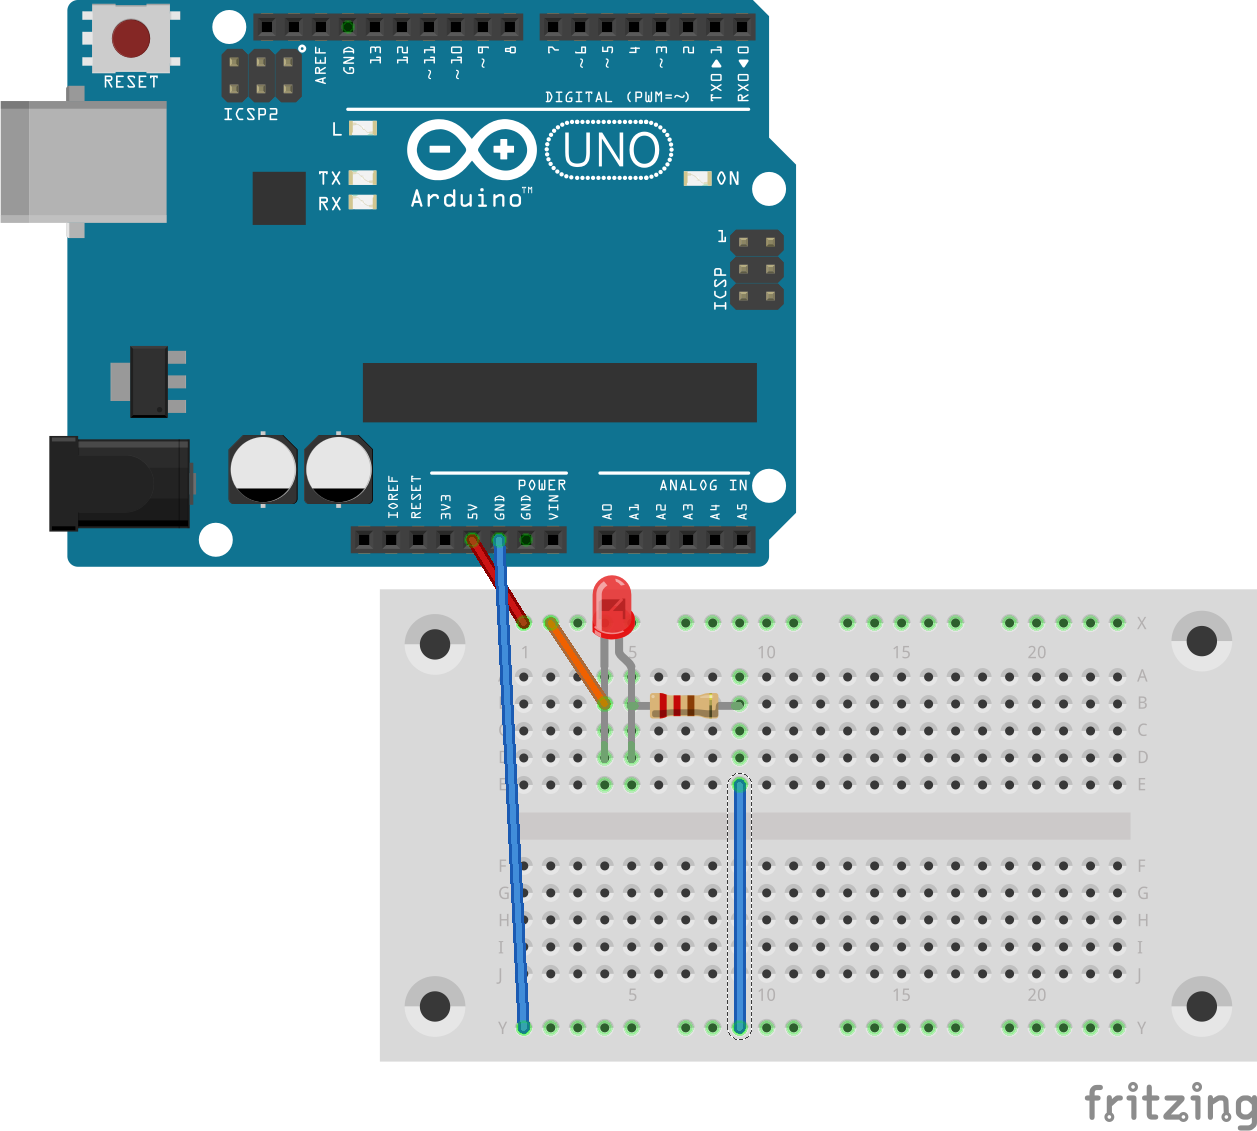 RESET
ICSP2
AREF
GND
13
12
~11
~10
~9
8
7
~6
~5
4
~3
2
TX0▶1
RX0◀0
DIGITAL (PWM=~)
L
TX
RX
Arduino™
UNO
ON
1
ICSP
POWER
ANALOG IN
IOREF
RESET
3V3
5V
GND
GND
VIN
A0
A1
A2
A3
A4
A5
X
1 5 10 15 20
A
B
C
D
E E
F F
G G
H H
I I
J J
5 10 15 20
Y Y
fritzing